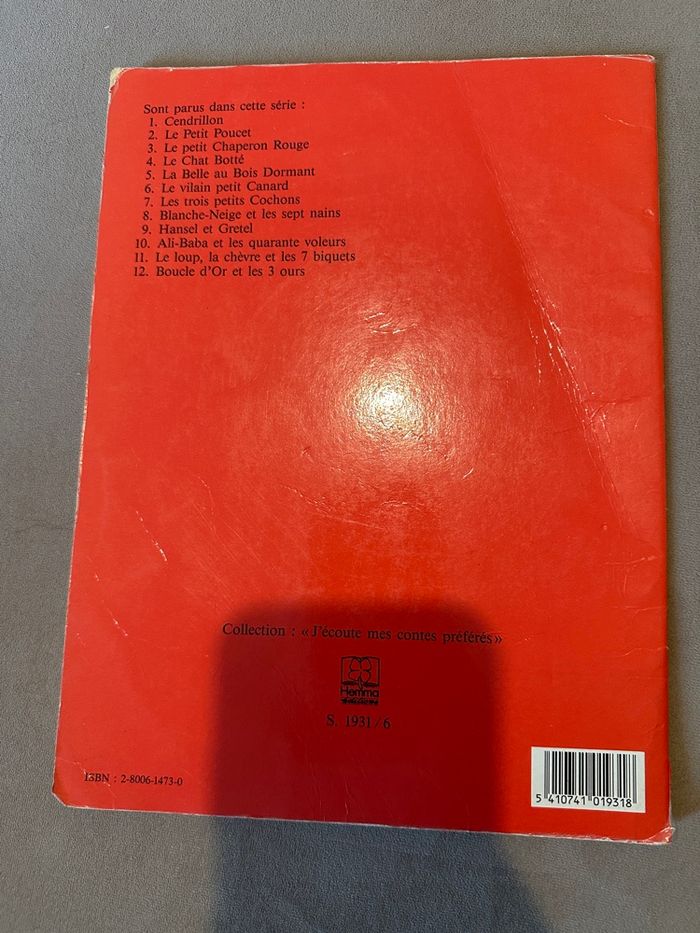 Sont parus dans cette série :
1. Cendrillon
2. Le Petit Poucet
3. Le petit Chaperon Rouge
4. Le Chat Botté
5. La Belle au Bois Dormant
6. Le vilain petit Canard
7. Les trois petits Cochons
8. Blanche-Neige et les sept nains
9. Hansel et Gretel
10. Ali-Baba et les quarante voleurs
11. Le loup, la chèvre et les 7 biquets
12. Boucle d'Or et les 3 ours
Collection : « J'écoute mes contes préférés »
Hemma
éditions
S. 1931/6
ISBN : 2-8006-1473-0
5 410741 019318